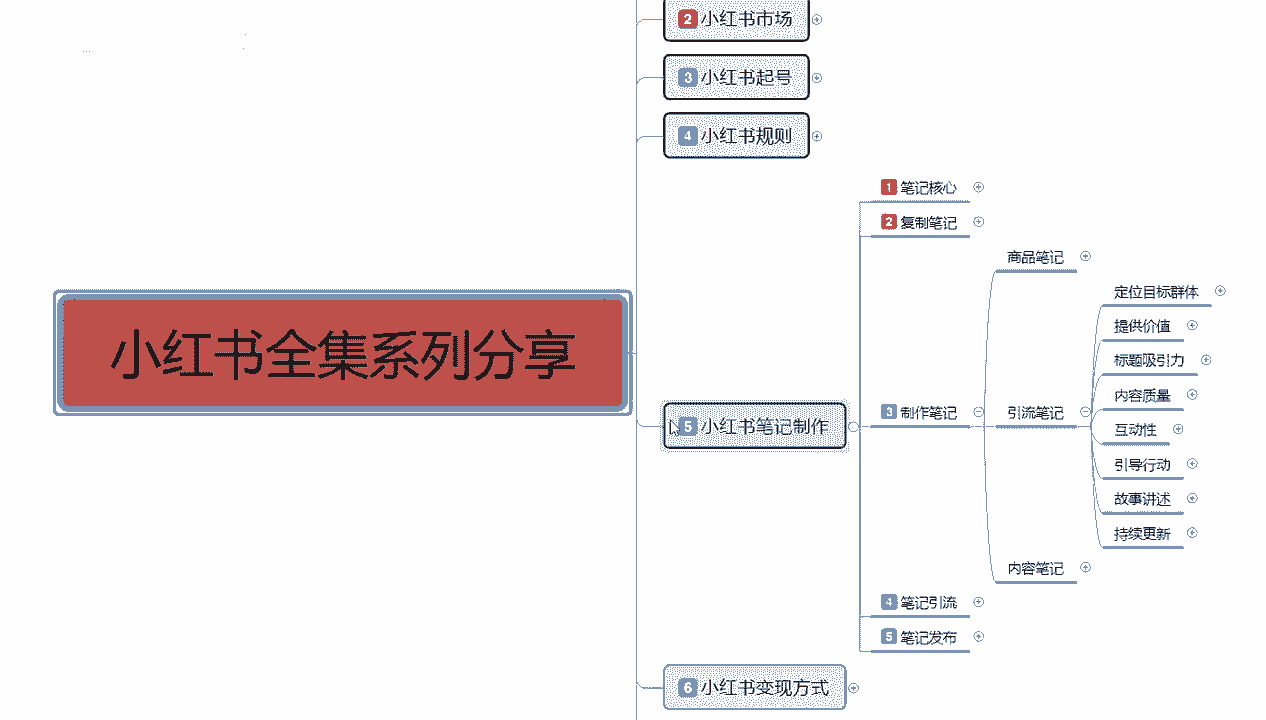 小红书全集系列分享
2 小红书市场
3 小红书起号
4 小红书规则
5 小红书笔记制作
1 笔记核心
2 复制笔记
3 制作笔记
商品笔记
引流笔记
定位目标群体
提供价值
标题吸引力
内容质量
互动性
引导行动
故事讲述
持续更新
内容笔记
4 笔记引流
5 笔记发布
6 小红书变现方式